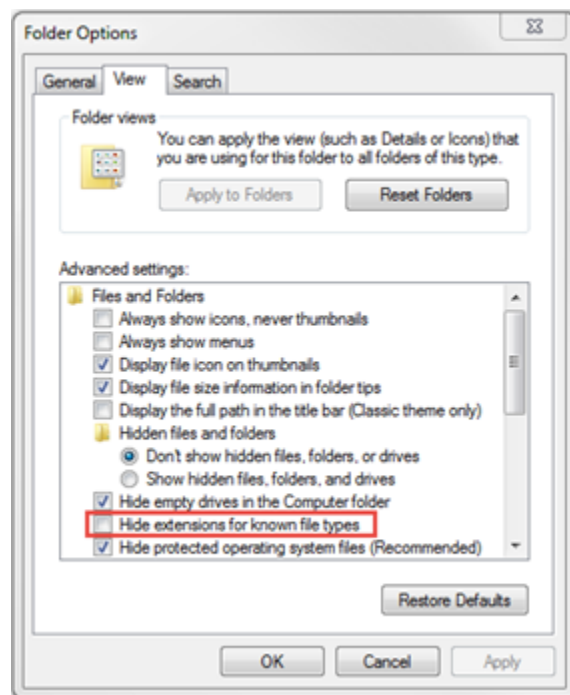 Folder Options
General View Search
Folder views
You can apply the view (such as Details or Icons) that
you are using for this folder to all folders of this type.
Apply to Folders Reset Folders
Advanced settings:
Files and Folders
Always show icons, never thumbnails
Always show menus
Display file icon on thumbnails
Display file size information in folder tips
Display the full path in the title bar (Classic theme only)
Hidden files and folders
Don't show hidden files, folders, or drives
Show hidden files, folders, and drives
Hide empty drives in the Computer folder
Hide extensions for known file types
Hide protected operating system files (Recommended)
Restore Defaults
OK Cancel Apply